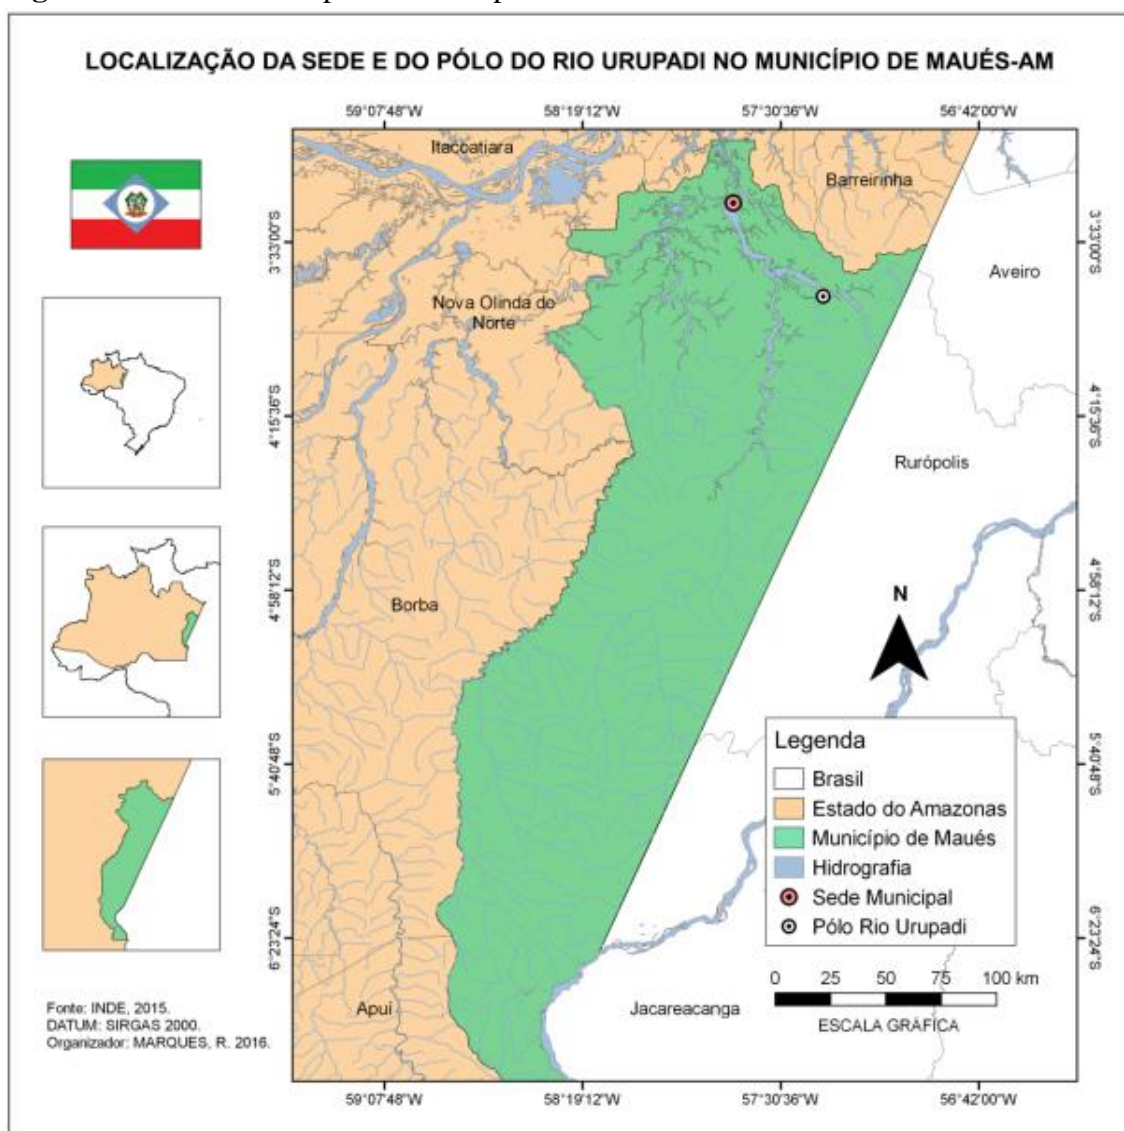 LOCALIZAÇÃO DA SEDE E DO PÓLO DO RIO URUPADI NO MUNICÍPIO DE MAUÉS-AM
59°07'48"W 58°19'12"W 57°30'36"W 56°42'00"W
Itacoatiara
Barreirinha
3°33'00"S 3°33'00"S
Aveiro
Nova Olinda do
Norte
4°15'36"S 4°15'36"S
Rurópolis
4°58'12"S 4°58'12"S
Borba
N
Legenda
Brasil
Estado do Amazonas
Município de Maués
Hidrografia
Sede Municipal
Pólo Rio Urupadi
5°40'48"S 5°40'48"S
6°23'24"S 6°23'24"S
0 25 50 75 100 km
ESCALA GRÁFICA
Apuí
Jacareacanga
Fonte: INDE, 2015.
DATUM: SIRGAS 2000.
Organizador: MARQUES, R. 2016.
59°07'48"W 58°19'12"W 57°30'36"W 56°42'00"W